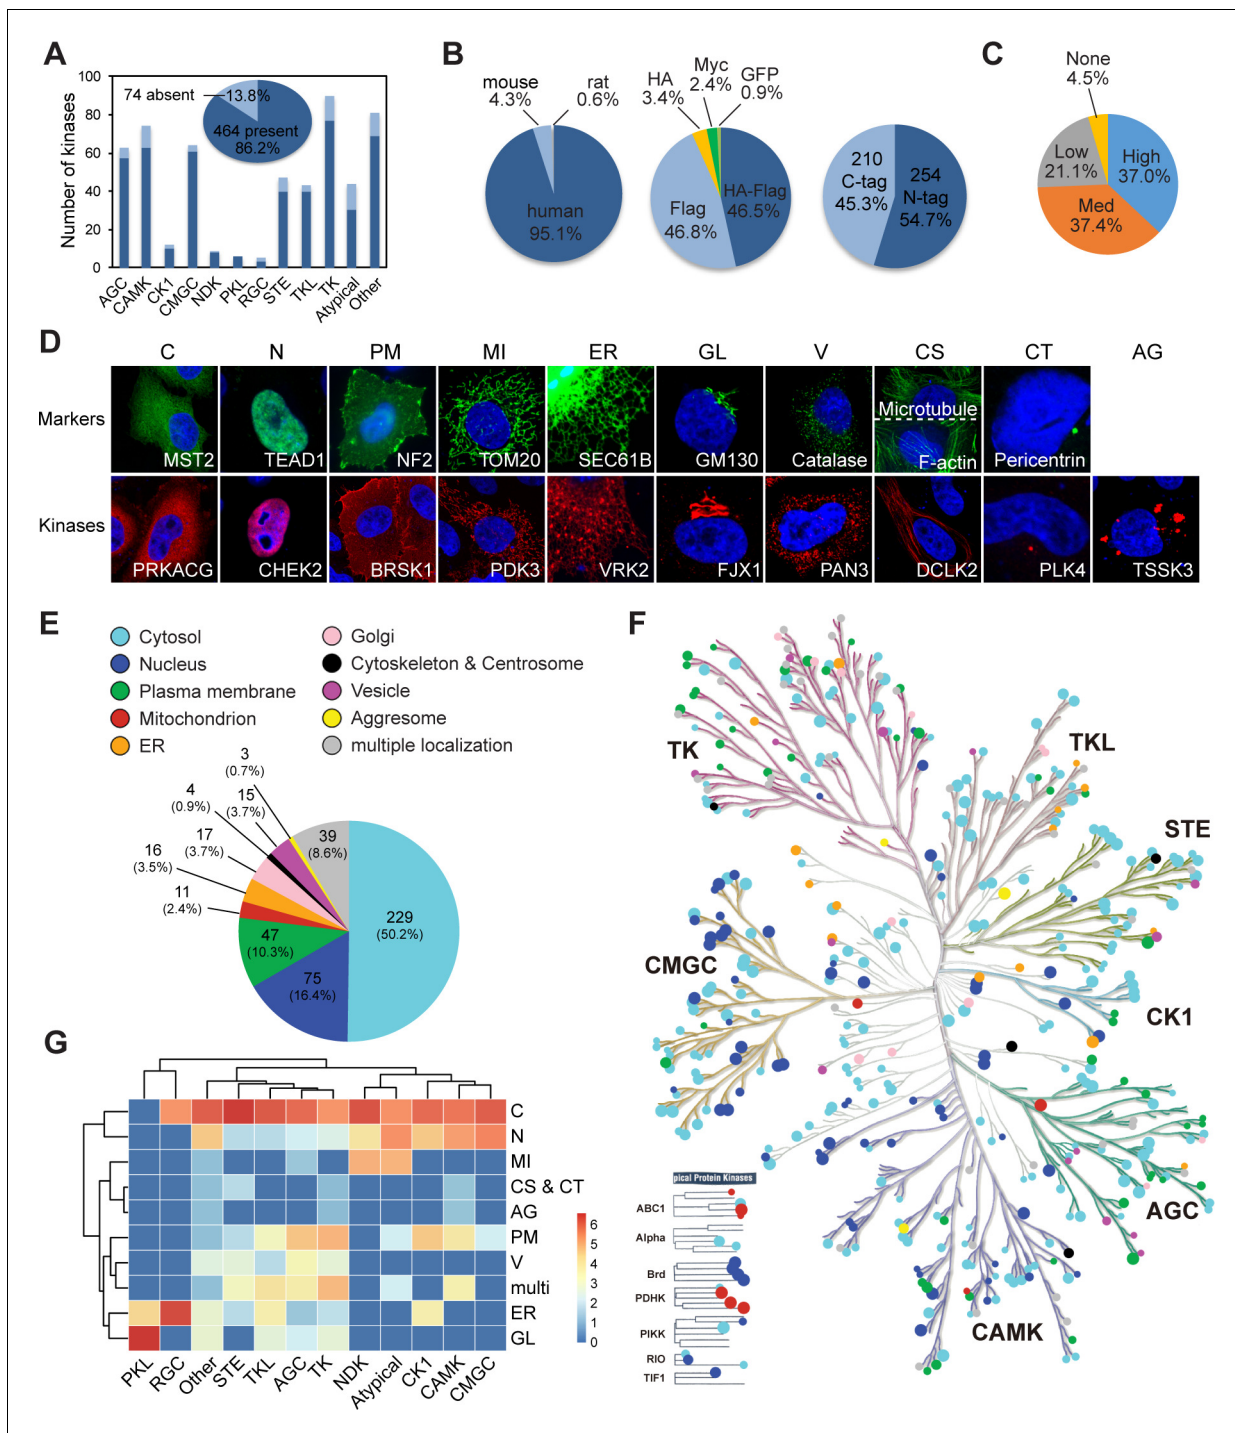 A
Number of kinases
100
80
60
40
20
0
74 absent
13.8%
464 present
86.2%
AGC
CAMK
CK1
CMGC
NDK
PKL
RGC
STE
TKL
TK
Atypical
Other
B
mouse
4.3%
rat
0.6%
human
95.1%
HA
3.4%
Myc
2.4%
GFP
0.9%
HA-Flag
46.5%
Flag
46.8%
210
C-tag
45.3%
254
N-tag
54.7%
C
None
4.5%
Low
21.1%
High
37.0%
Med
37.4%
D
C N PM MI ER GL V CS CT AG
Markers
MST2
TEAD1
NF2
TOM20
SEC61B
GM130
Catalase
Microtubule
F-actin
Pericentrin
Kinases
PRKACG
CHEK2
BRSK1
PDK3
VRK2
FJX1
PAN3
DCLK2
PLK4
TSSK3
E
Cytosol
Nucleus
Plasma membrane
Mitochondrion
ER
Golgi
Cytoskeleton & Centrosome
Vesicle
Aggresome
multiple localization
3
(0.7%)
15
(3.7%)
4
(0.9%)
17
(3.7%)
16
(3.5%)
11
(2.4%)
47
(10.3%)
75
(16.4%)
39
(8.6%)
229
(50.2%)
F
TK
TKL
STE
CMGC
CK1
AGC
CAMK
pical Protein Kinases
ABC1
Alpha
Brd
PDHK
PIKK
RIO
TIF1
G
C
N
MI
CS & CT
AG
PM
V
multi
ER
GL
6
5
4
3
2
1
0
PKL
RGC
Other
STE
TKL
AGC
TK
NDK
Atypical
CK1
CAMK
CMGC